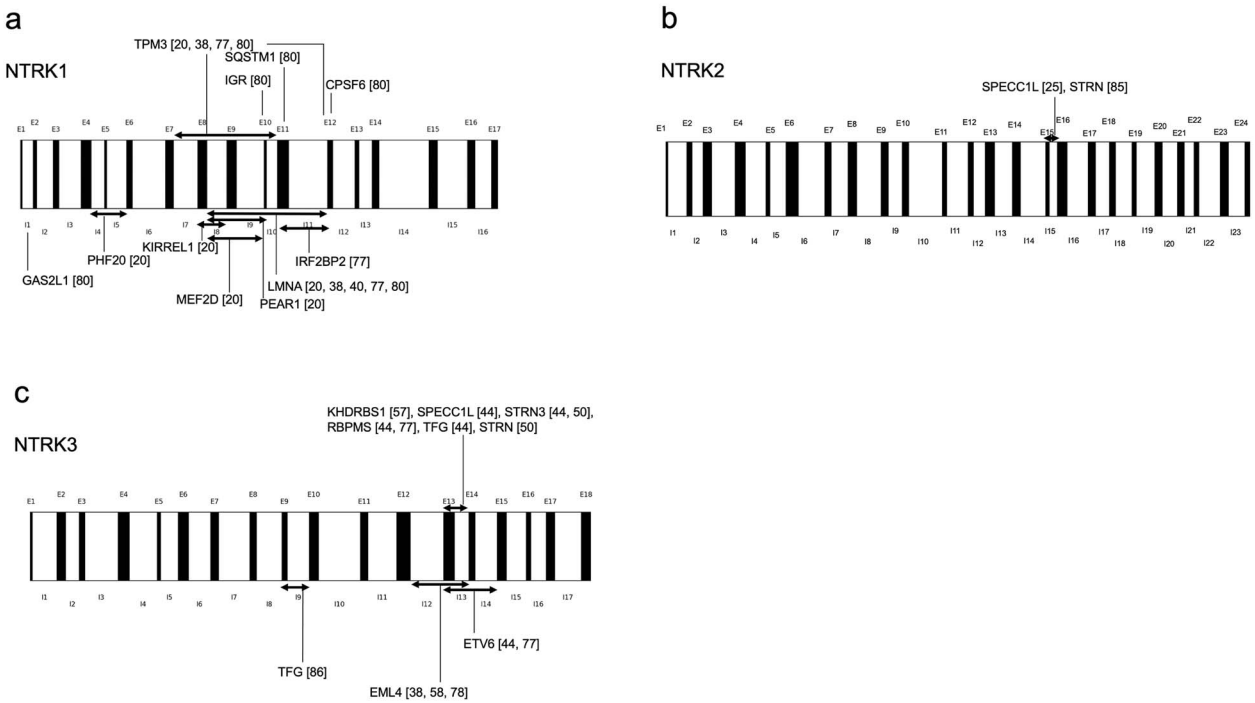 a
TPM3 [20, 38, 77, 80]
SQSTM1 [80]
NTRK1
IGR [80]
CPSF6 [80]
E1 E2 E3 E4 E5 E6 E7 E8 E9 E10 E11 E12 E13 E14 E15 E16 E17
I1 I2 I3 I4 I5 I6 I7 I8 I9 I10 I11 I12 I13 I14 I15 I16
KIRREL1 [20]
PHF20 [20]
IRF2BP2 [77]
GAS2L1 [80]
LMNA [20, 38, 40, 77, 80]
MEF2D [20]
PEAR1 [20]
b
NTRK2
SPECC1L [25], STRN [85]
E1 E2 E3 E4 E5 E6 E7 E8 E9 E10 E11 E12 E13 E14 E15 E16 E17 E18 E19 E20 E21 E22 E23 E24
I1 I2 I3 I4 I5 I6 I7 I8 I9 I10 I11 I12 I13 I14 I15 I16 I17 I18 I19 I20 I21 I22 I23
c
NTRK3
KHDRBS1 [57], SPECC1L [44], STRN3 [44, 50],
RBPMS [44, 77], TFG [44], STRN [50]
E1 E2 E3 E4 E5 E6 E7 E8 E9 E10 E11 E12 E13 E14 E15 E16 E17 E18
I1 I2 I3 I4 I5 I6 I7 I8 I9 I10 I11 I12 I13 I14 I15 I16 I17
ETV6 [44, 77]
TFG [86]
EML4 [38, 58, 78]